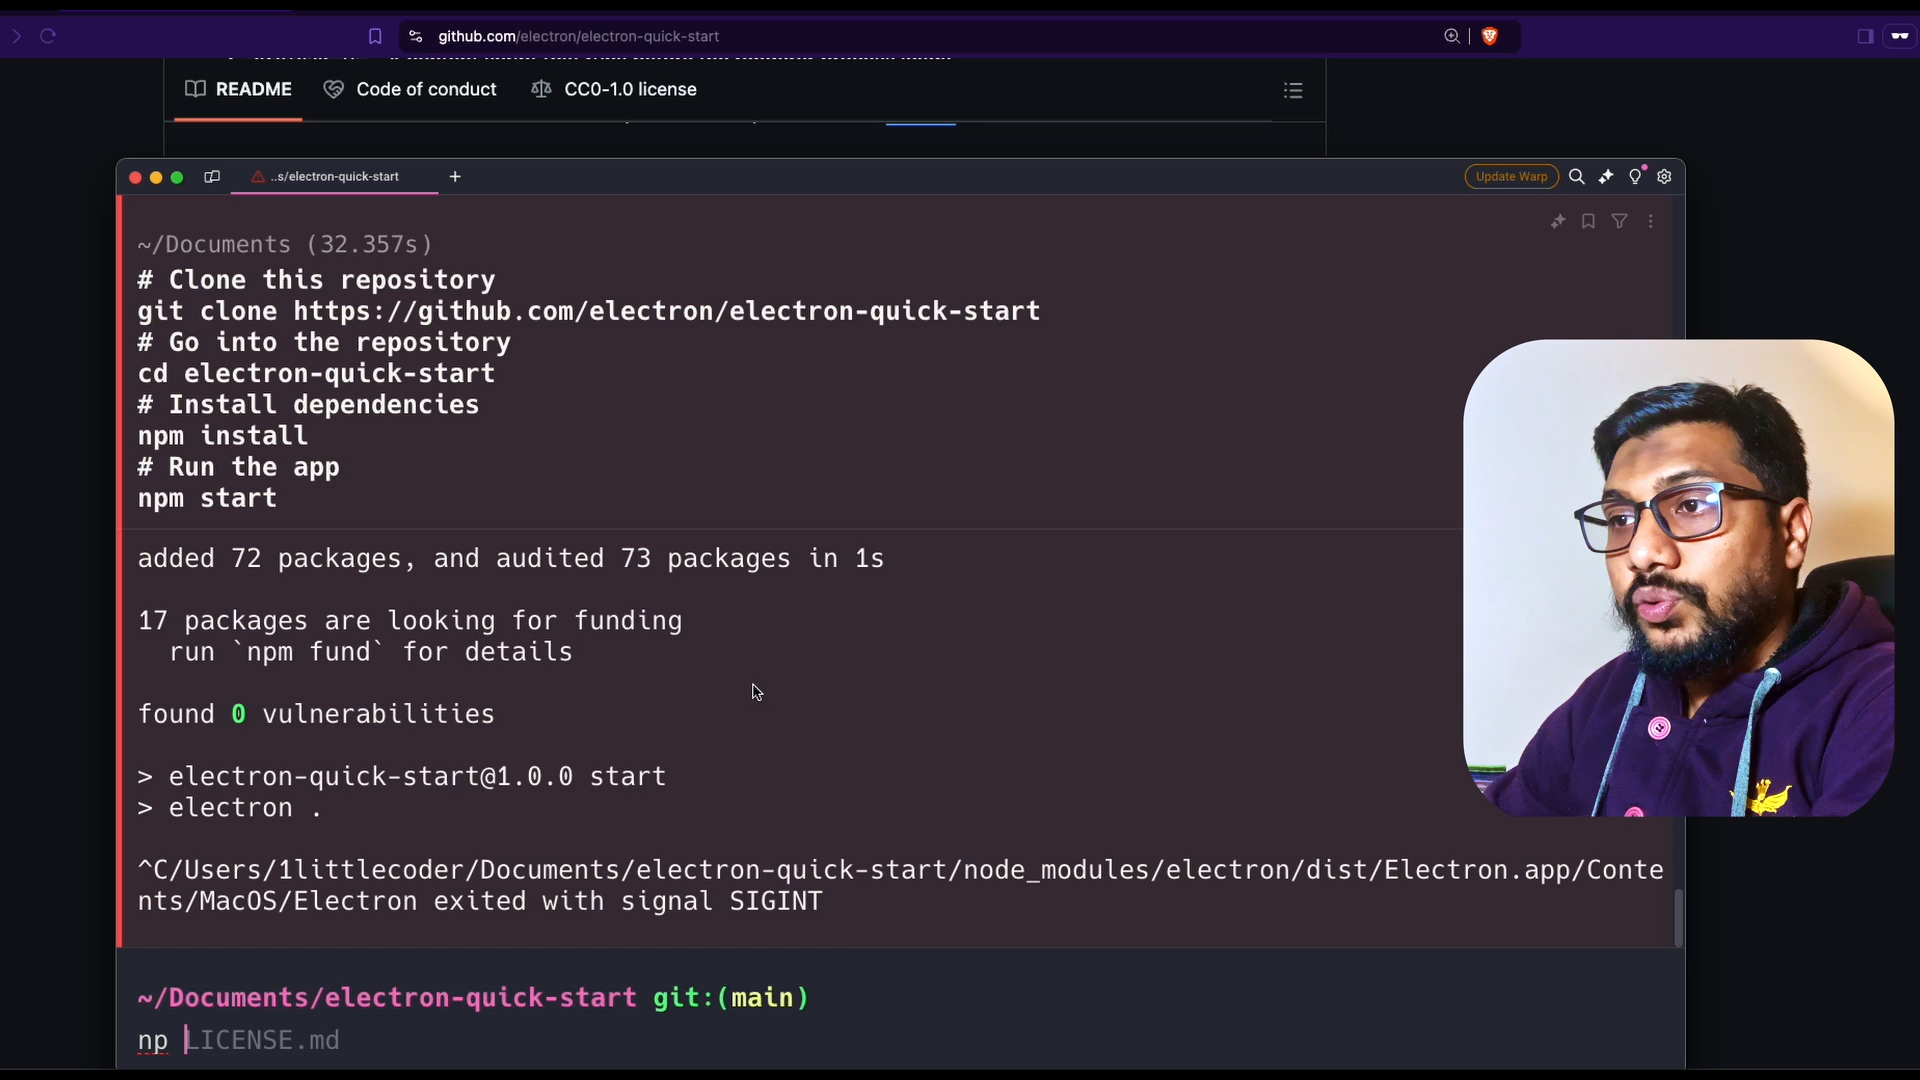 github.com/electron/electron-quick-start
README
Code of conduct
CC0-1.0 license
..s/electron-quick-start
Update Warp
~/Documents (32.357s)
# Clone this repository
git clone https://github.com/electron/electron-quick-start
# Go into the repository
cd electron-quick-start
# Install dependencies
npm install
# Run the app
npm start
added 72 packages, and audited 73 packages in 1s
17 packages are looking for funding
run `npm fund` for details
found 0 vulnerabilities
> electron-quick-start@1.0.0 start
> electron .
^C/Users/1littlecoder/Documents/electron-quick-start/node_modules/electron/dist/Electron.app/Conte
nts/MacOS/Electron exited with signal SIGINT
~/Documents/electron-quick-start git:(main)
np LICENSE.md